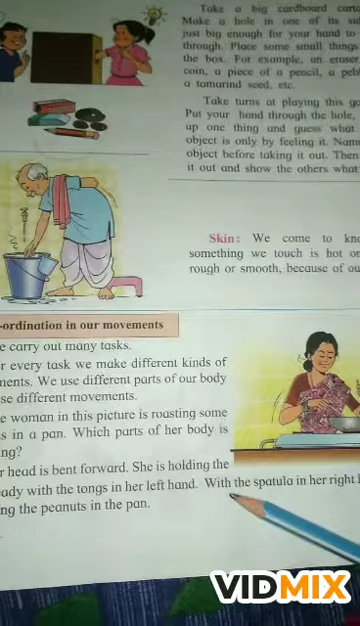 Take a big cardboard
Make a hole in one of its
just big enough for your hand to
through. Place some small things
the box. For example, an eraser
coin, a piece of a pencil, a
a tamarind seed, etc.
Take turns at playing this
Put your hand through the hole,
up one thing and guess what
object is only by feeling it.
object before taking it out. Then
it out and show the others what
Skin: We come to
something we touch is hot or
rough or smooth, because of
-ordination in our movements
e carry out many tasks.
r every task we make different kinds of
ments. We use different parts of our body
se different movements.
e woman in this picture is roasting some
s in a pan. Which parts of her body is
ng?
r head is bent forward. She is holding the
ady with the tongs in her left hand. With the spatula in her right
ng the peanuts in the pan.
VIDMIX